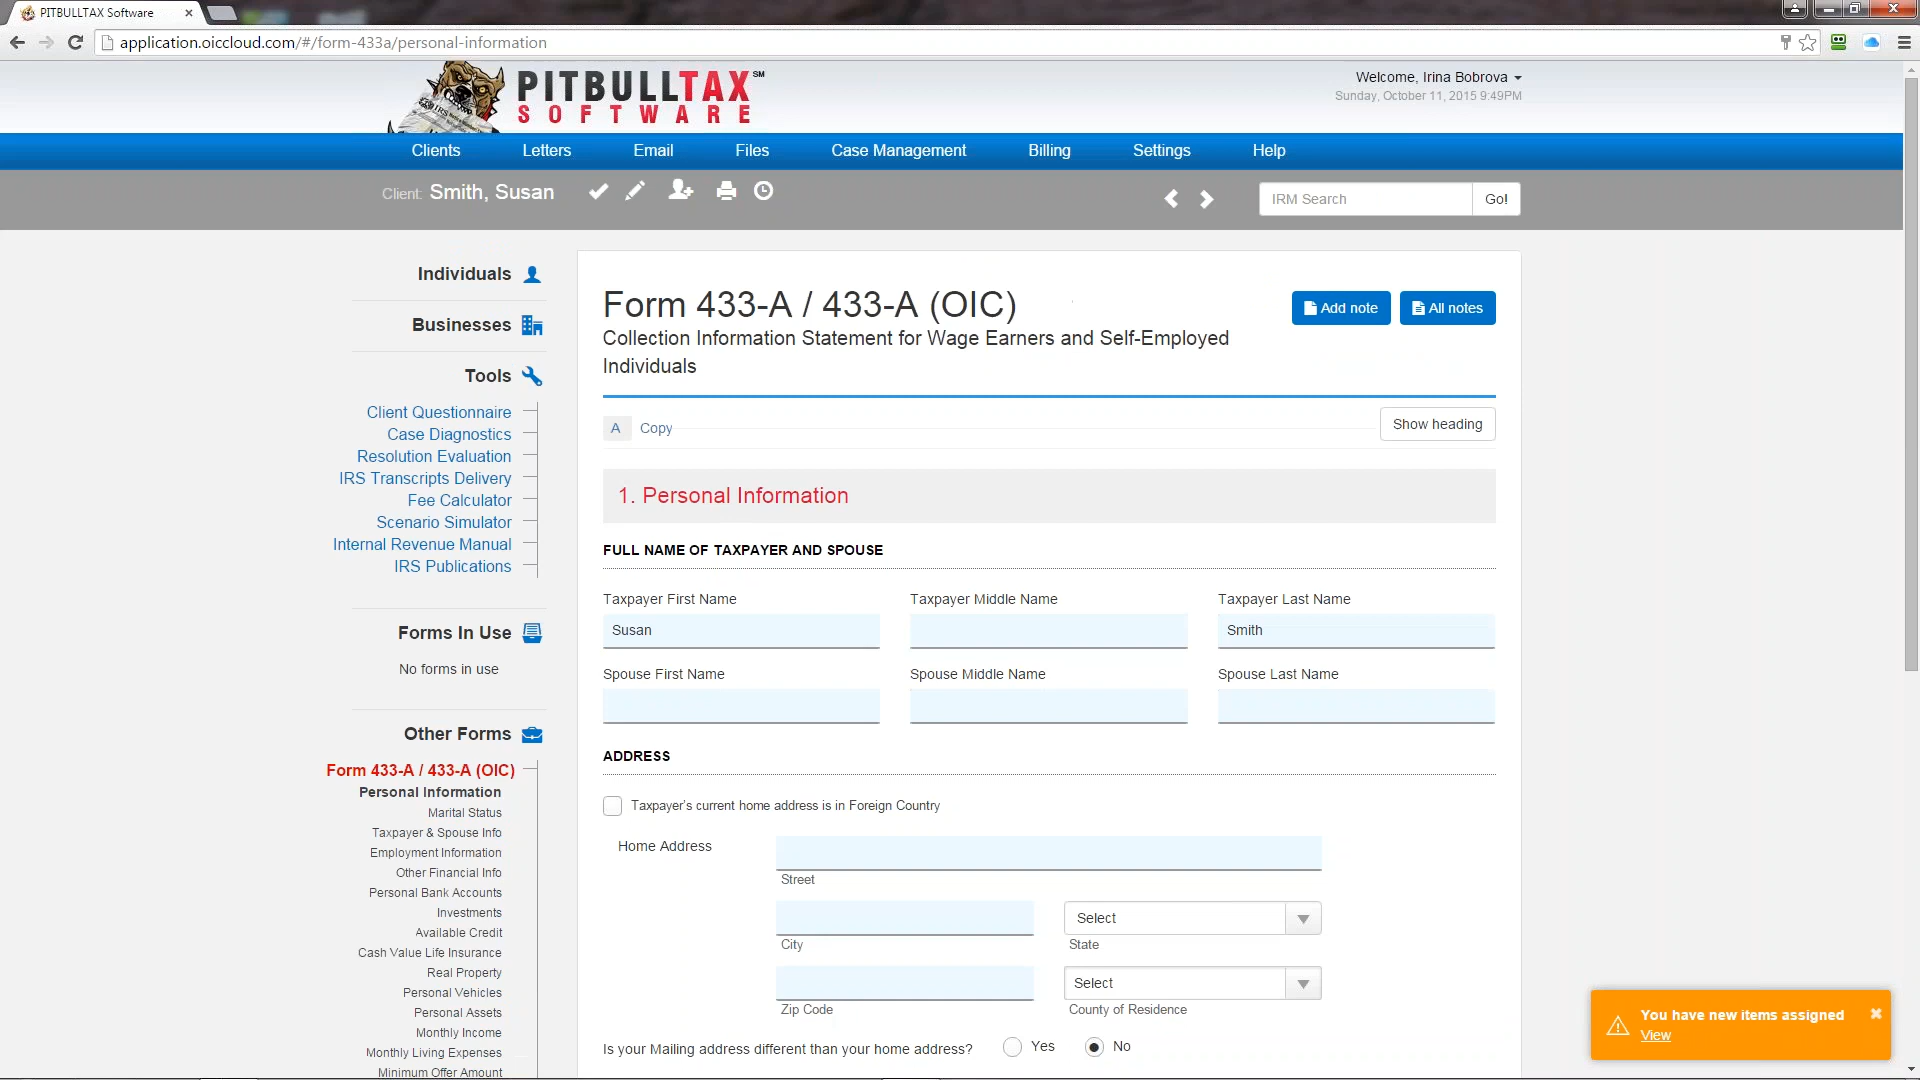 PITBULLTAX Software
application.oiccloud.com/#/form-433a/personal-information
PITBULLTAX SM
SOFTWARE
Welcome, Irina Bobrova
Sunday, October 11, 2015 9:49PM
Clients Letters Email Files Case Management Billing Settings Help
Client: Smith, Susan
IRM Search Go!
Individuals
Businesses
Tools
Client Questionnaire
Case Diagnostics
Resolution Evaluation
IRS Transcripts Delivery
Fee Calculator
Scenario Simulator
Internal Revenue Manual
IRS Publications
Forms In Use
No forms in use
Other Forms
Form 433-A / 433-A (OIC)
Personal Information
Marital Status
Taxpayer & Spouse Info
Employment Information
Other Financial Info
Personal Bank Accounts
Investments
Available Credit
Cash Value Life Insurance
Real Property
Personal Vehicles
Personal Assets
Monthly Income
Monthly Living Expenses
Minimum Offer Amount
Form 433-A / 433-A (OIC)
Collection Information Statement for Wage Earners and Self-Employed
Individuals
Add note All notes
A Copy
Show heading
1. Personal Information
FULL NAME OF TAXPAYER AND SPOUSE
Taxpayer First Name Taxpayer Middle Name Taxpayer Last Name
Susan Smith
Spouse First Name Spouse Middle Name Spouse Last Name
ADDRESS
Taxpayer's current home address is in Foreign Country
Home Address
Street
Select
City State
Select
Zip Code County of Residence
Is your Mailing address different than your home address? Yes No
You have new items assigned
View